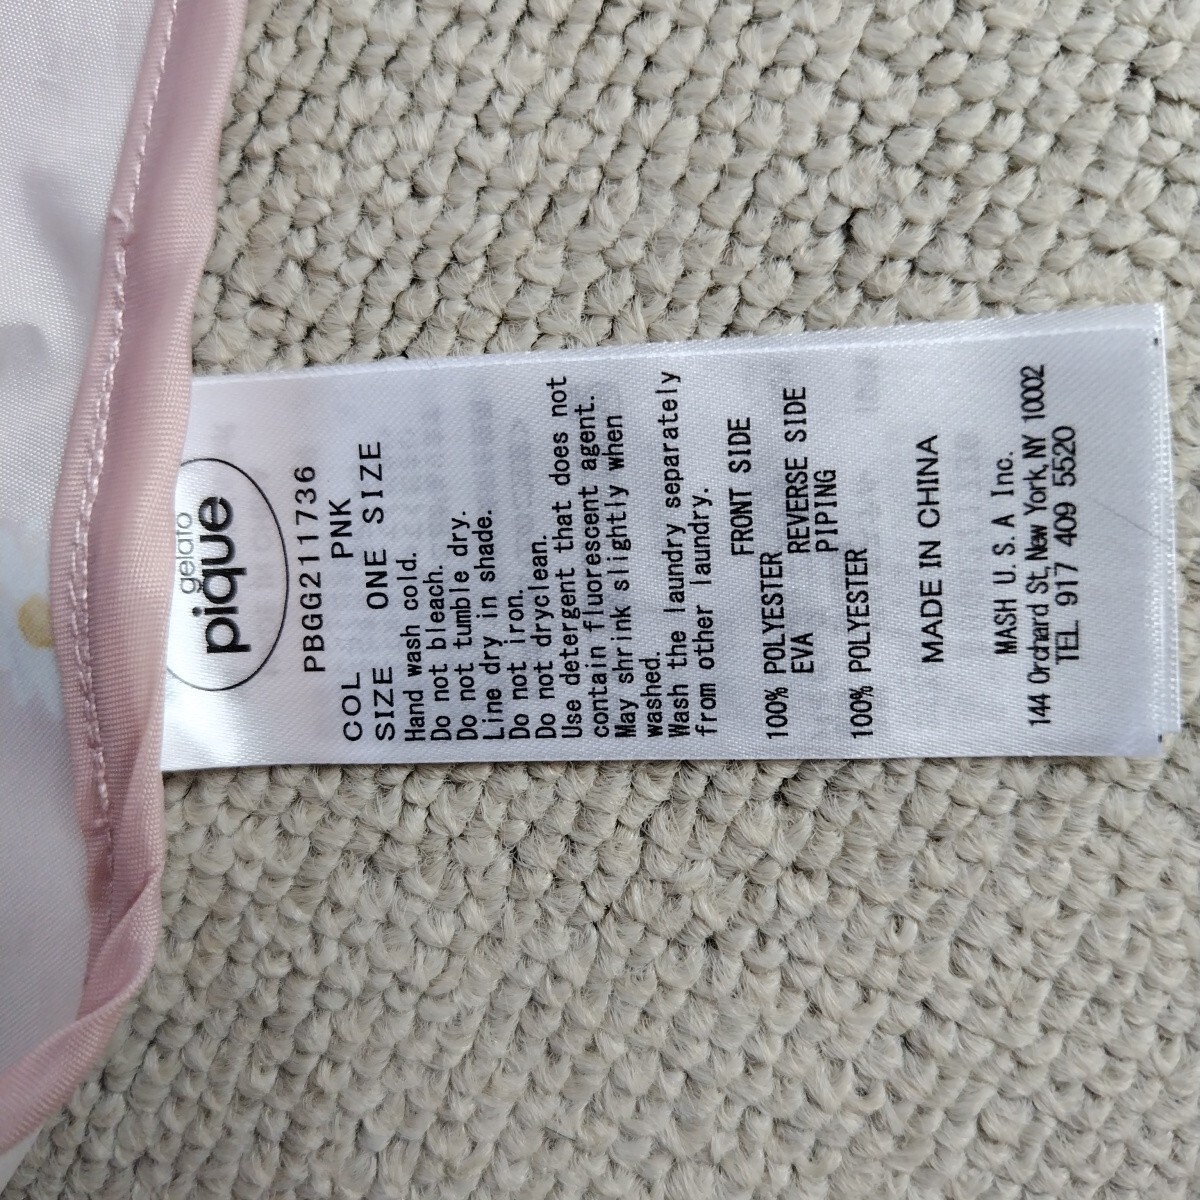 gelato
pique
PBGG211736
COL PNK
SIZE ONE SIZE
Hand wash cold.
Do not bleach.
Do not tumble dry.
Line dry in shade.
Do not iron.
Do not dryclean.
Use detergent that does not
contain fluorescent agent.
May shrink slightly when
washed.
Wash the laundry separately
from other laundry.
FRONT SIDE
100% POLYESTER
EVA REVERSE SIDE
PIPING
100% POLYESTER
MADE IN CHINA
MASH U.S.A Inc.
144 Orchard St, New York, NY 10002
TEL 917 409 5520